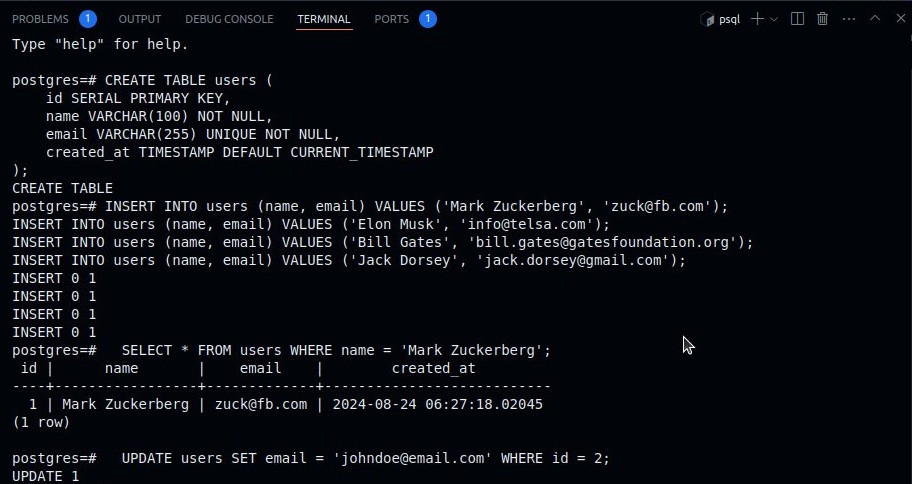 PROBLEMS 1 OUTPUT DEBUG CONSOLE TERMINAL PORTS 1 psql
Type "help" for help.
postgres=# CREATE TABLE users (
    id SERIAL PRIMARY KEY,
    name VARCHAR(100) NOT NULL,
    email VARCHAR(255) UNIQUE NOT NULL,
    created_at TIMESTAMP DEFAULT CURRENT_TIMESTAMP
);
CREATE TABLE
postgres=# INSERT INTO users (name, email) VALUES ('Mark Zuckerberg', 'zuck@fb.com');
INSERT INTO users (name, email) VALUES ('Elon Musk', 'info@telsa.com');
INSERT INTO users (name, email) VALUES ('Bill Gates', 'bill.gates@gatesfoundation.org');
INSERT INTO users (name, email) VALUES ('Jack Dorsey', 'jack.dorsey@gmail.com');
INSERT 0 1
INSERT 0 1
INSERT 0 1
INSERT 0 1
postgres=#   SELECT * FROM users WHERE name = 'Mark Zuckerberg';
 id |      name       |    email    |        created_at
----+-----------------+-------------+---------------------------
  1 | Mark Zuckerberg | zuck@fb.com | 2024-08-24 06:27:18.02045
(1 row)
postgres=#   UPDATE users SET email = 'johndoe@email.com' WHERE id = 2;
UPDATE 1